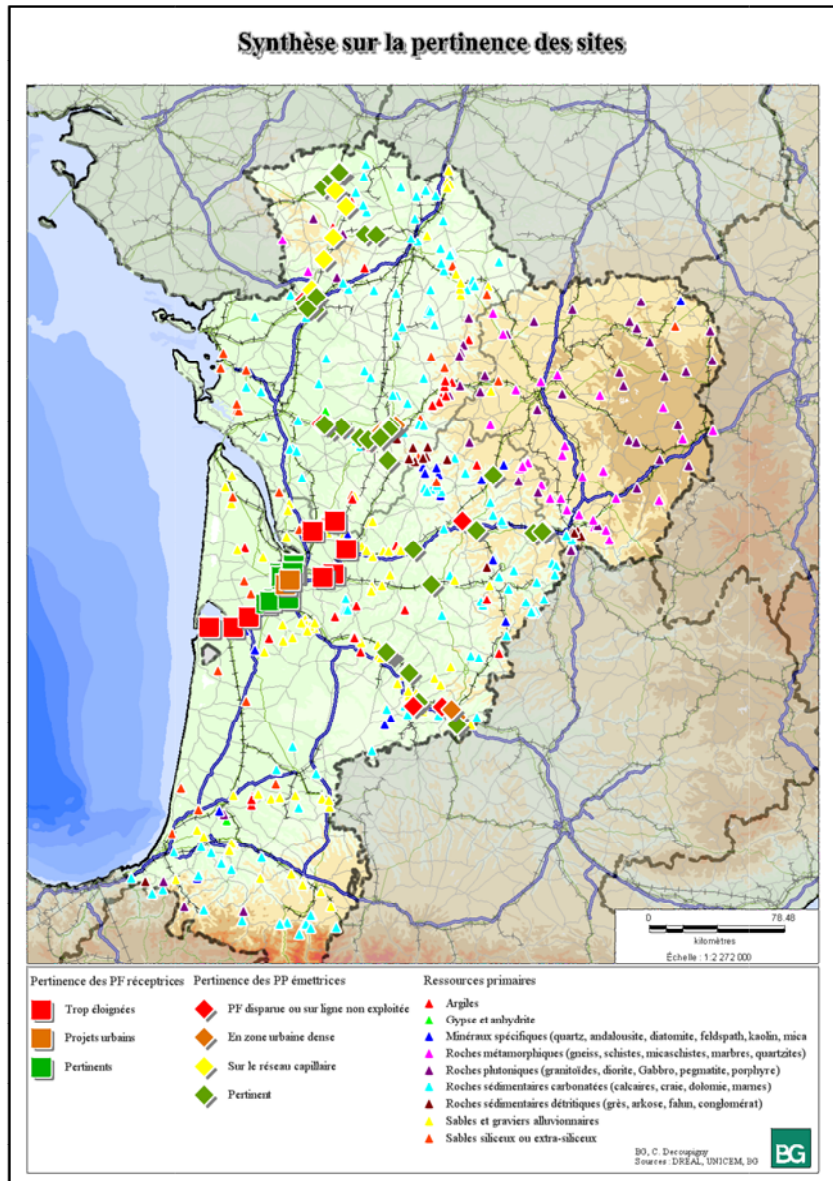 Synthèse sur la pertinence des sites
0 78.48
kilomètres
Échelle : 1:2 272 000
Pertinence des PF réceptrices
Trop éloignées
Projets urbains
Pertinents
Pertinence des PP émettrices
PF disparue ou sur ligne non exploitée
En zone urbaine dense
Sur le réseau capillaire
Pertinent
Ressources primaires
Argiles
Gypse et anhydrite
Minéraux spécifiques (quartz, andalousite, diatomite, feldspath, kaolin, mica
Roches métamorphiques (gneiss, schistes, micaschistes, marbres, quartzites)
Roches plutoniques (granitoïdes, diorite, Gabbro, pegmatite, porphyre)
Roches sédimentaires carbonatées (calcaires, craie, dolomie, marnes)
Roches sédimentaires détritiques (grès, arkose, falun, conglomérat)
Sables et graviers alluvionnaires
Sables siliceux ou extra-siliceux
BG, C. Decoupigny
Sources : DREAL, UNICEM, BG
BG